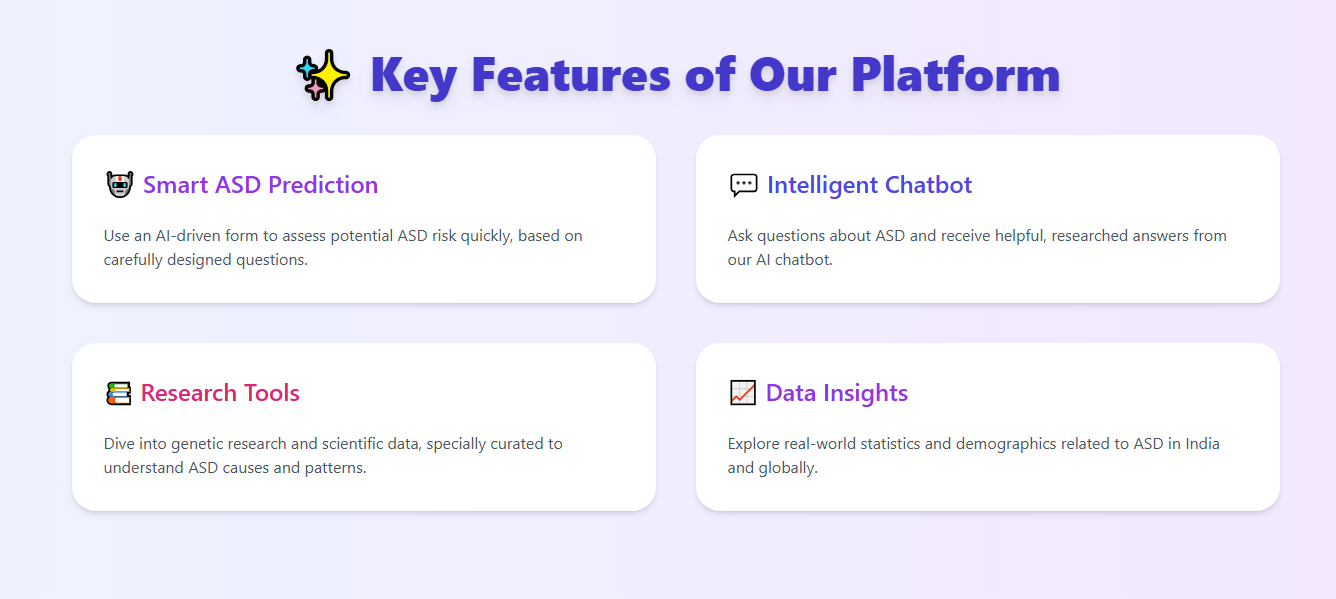 ✨ Key Features of Our Platform
🤖 Smart ASD Prediction
Use an AI-driven form to assess potential ASD risk quickly, based on
carefully designed questions.
💬 Intelligent Chatbot
Ask questions about ASD and receive helpful, researched answers from
our AI chatbot.
📚 Research Tools
Dive into genetic research and scientific data, specially curated to
understand ASD causes and patterns.
📈 Data Insights
Explore real-world statistics and demographics related to ASD in India
and globally.